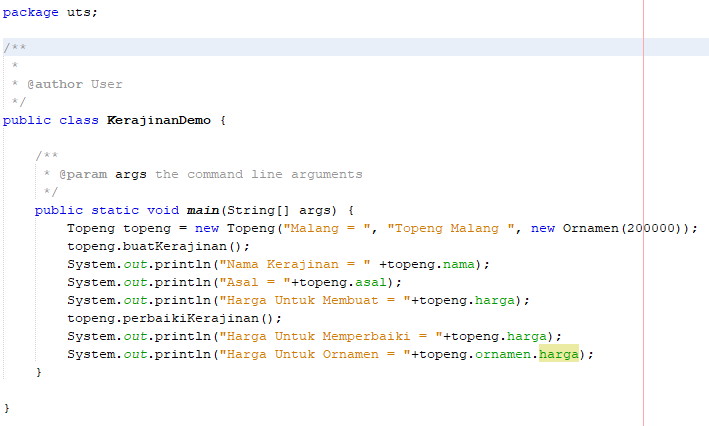 package uts;
/**
 *
 * @author User
 */
public class KerajinanDemo {
    /**
     * @param args the command line arguments
     */
    public static void main(String[] args) {
        Topeng topeng = new Topeng("Malang = ", "Topeng Malang ", new Ornamen(200000));
        topeng.buatKerajinan();
        System.out.println("Nama Kerajinan = " +topeng.nama);
        System.out.println("Asal = "+topeng.asal);
        System.out.println("Harga Untuk Membuat = "+topeng.harga);
        topeng.perbaikiKerajinan();
        System.out.println("Harga Untuk Memperbaiki = "+topeng.harga);
        System.out.println("Harga Untuk Ornamen = "+topeng.ornamen.harga);
    }
}